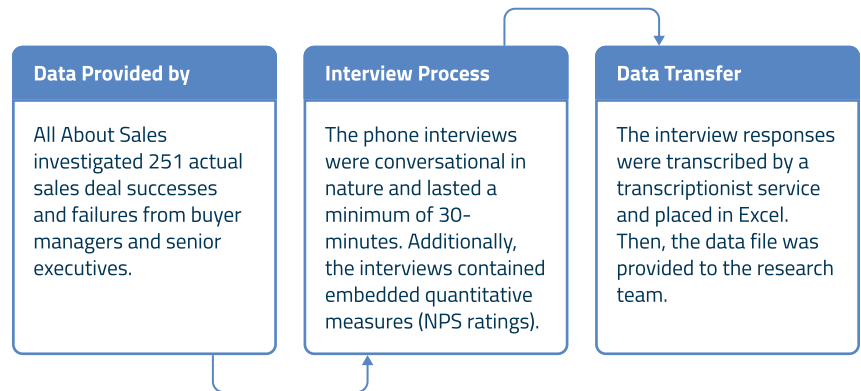 Data Provided by
All About Sales
investigated 251 actual
sales deal successes
and failures from buyer
managers and senior
executives.
Interview Process
The phone interviews
were conversational in
nature and lasted a
minimum of 30-
minutes. Additionally,
the interviews contained
embedded quantitative
measures (NPS ratings).
Data Transfer
The interview responses
were transcribed by a
transcriptionist service
and placed in Excel.
Then, the data file was
provided to the research
team.